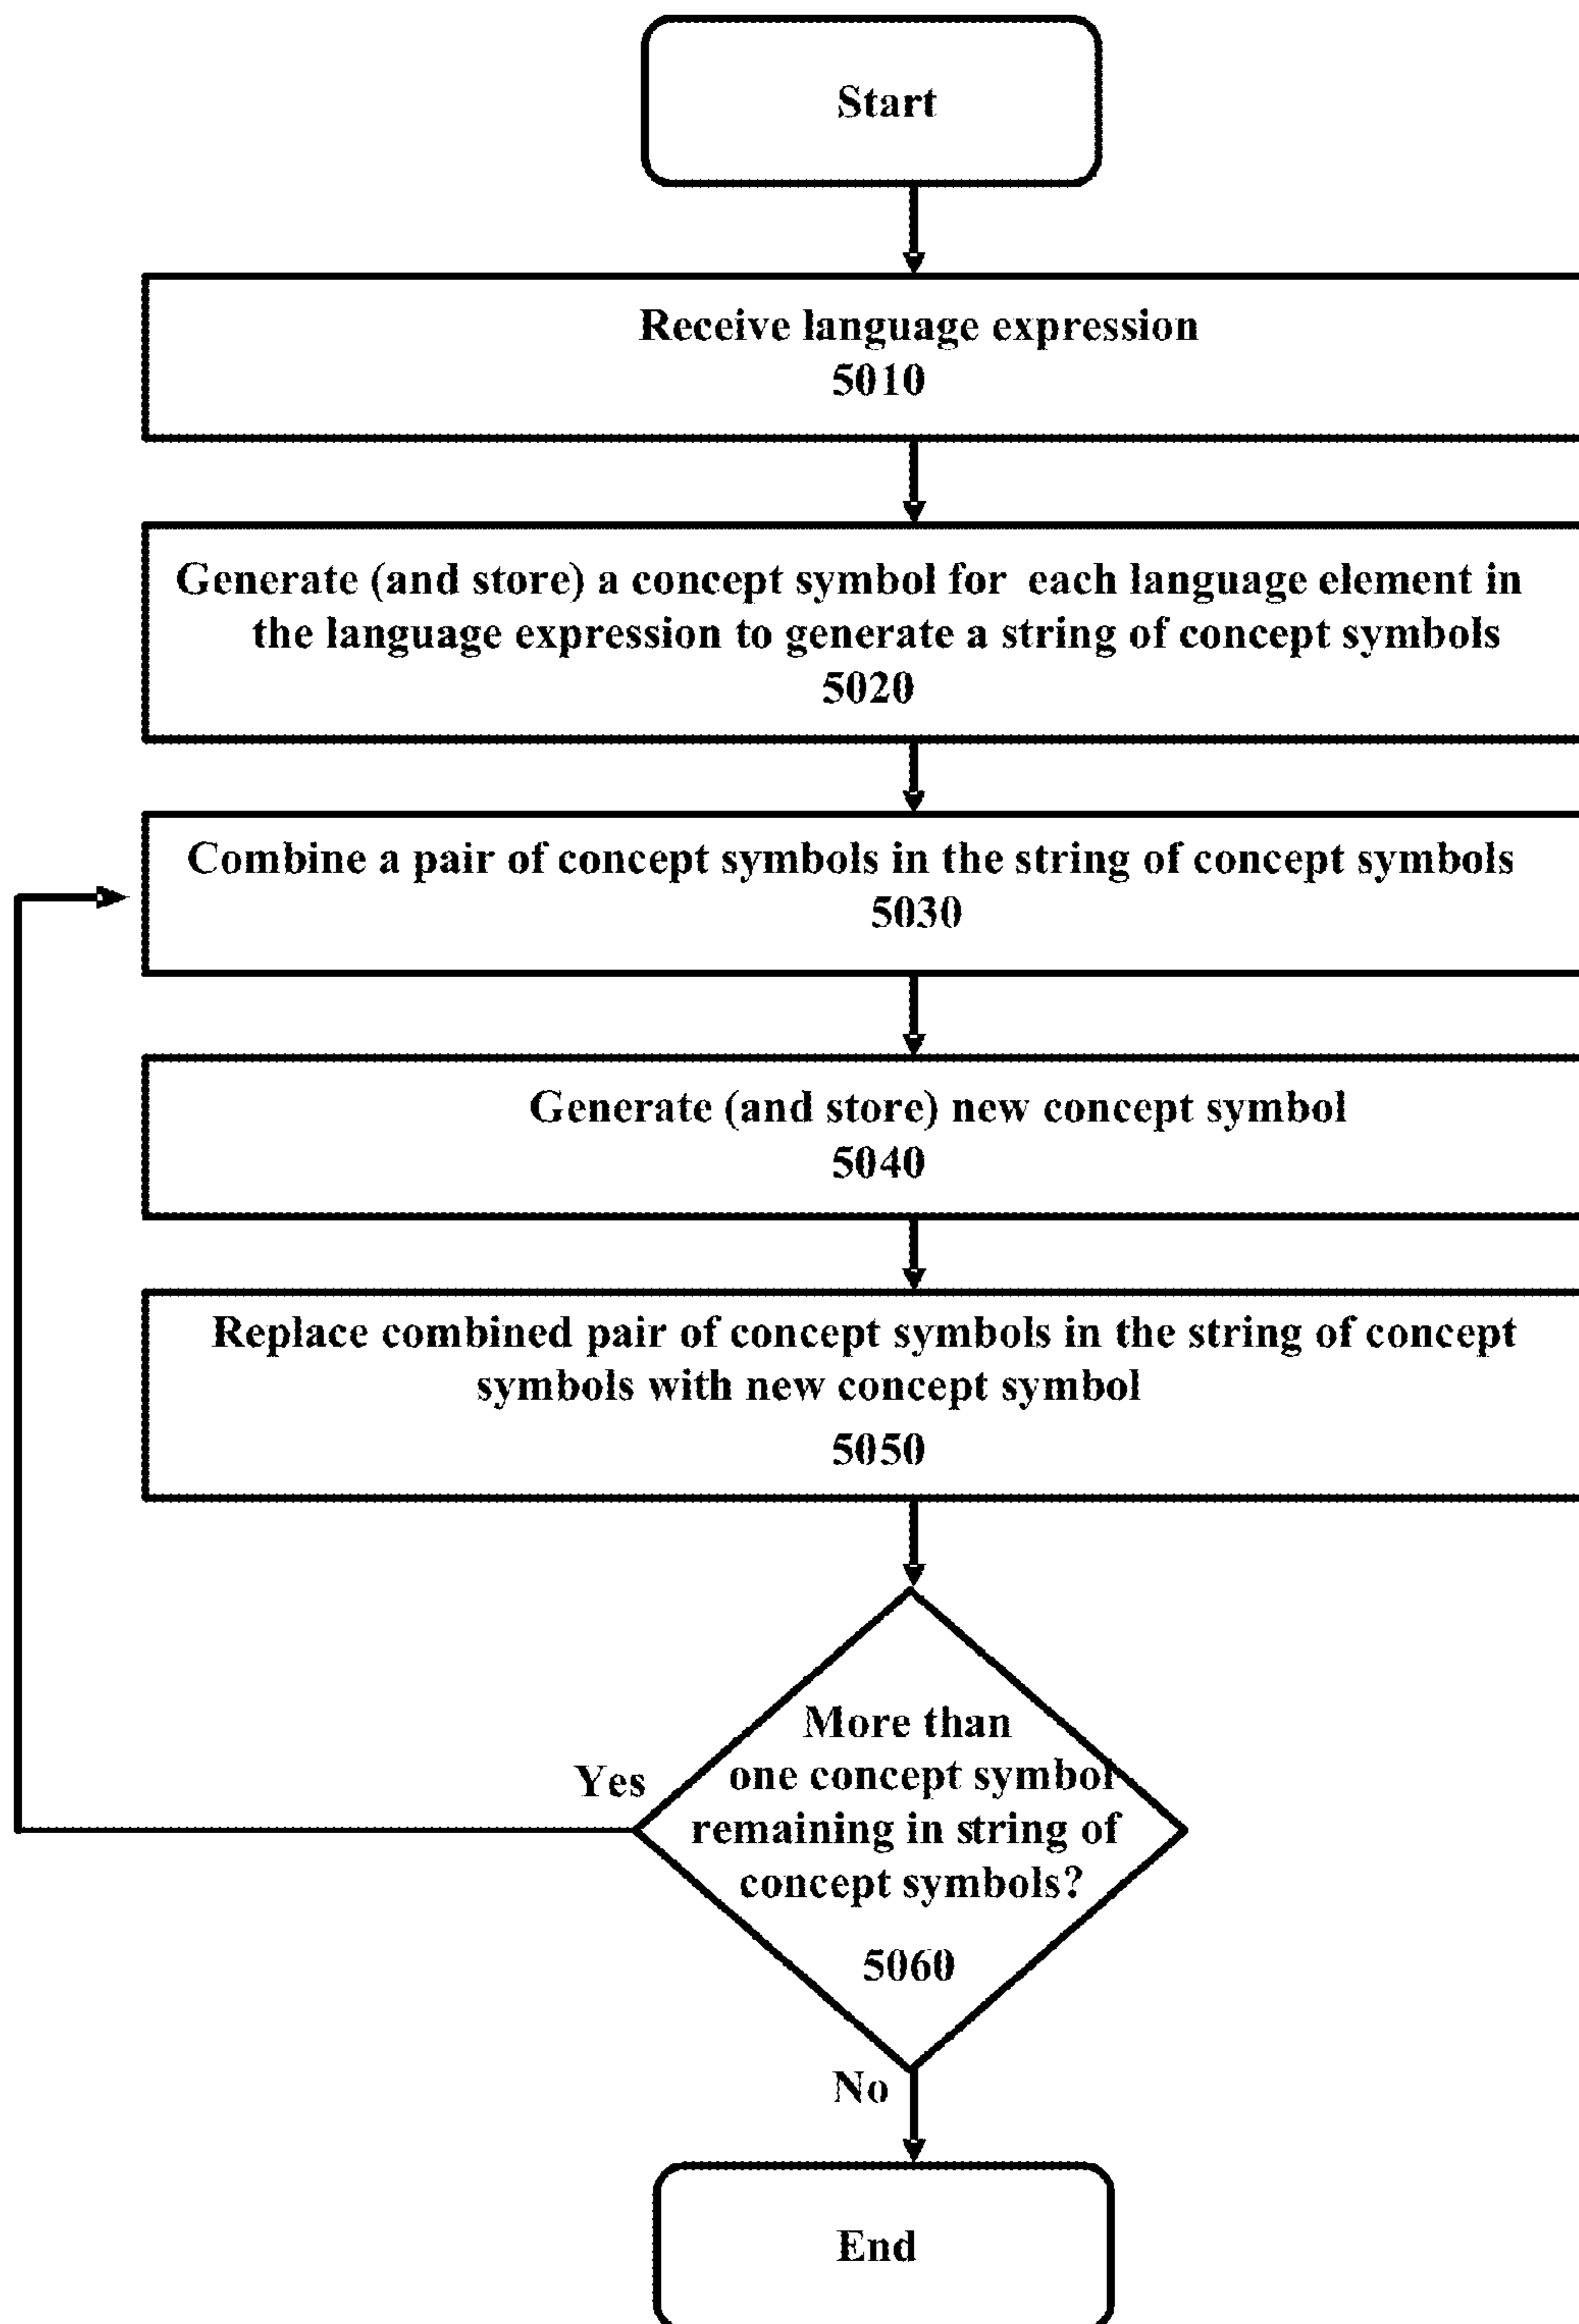 Start
Receive language expression
5010
Generate (and store) a concept symbol for each language element in
the language expression to generate a string of concept symbols
5020
Combine a pair of concept symbols in the string of concept symbols
5030
Generate (and store) new concept symbol
5040
Replace combined pair of concept symbols in the string of concept
symbols with new concept symbol
5050
More than
one concept symbol
remaining in string of
concept symbols?
5060
Yes
No
End